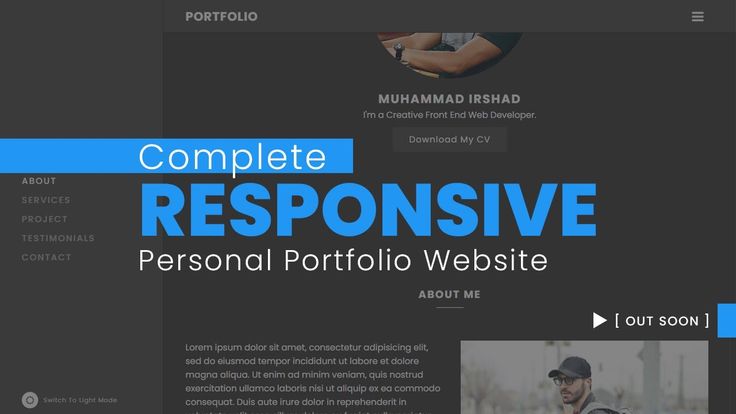 PORTFOLIO
MUHAMMAD IRSHAD
I'm a Creative Front End Web Developer.
Download My CV
Complete
RESPONSIVE
Personal Portfolio Website
ABOUT
SERVICES
PROJECT
TESTIMONIALS
CONTACT
ABOUT ME
[ OUT SOON ]
Lorem ipsum dolor sit amet, consectetur adipisicing elit,
sed do eiusmod tempor incididunt ut labore et dolore
magna aliqua. Ut enim ad minim veniam, quis nostrud
exercitation ullamco laboris nisi ut aliquip ex ea commodo
consequat. Duis aute irure dolor in reprehenderit in
Switch To Light Mode